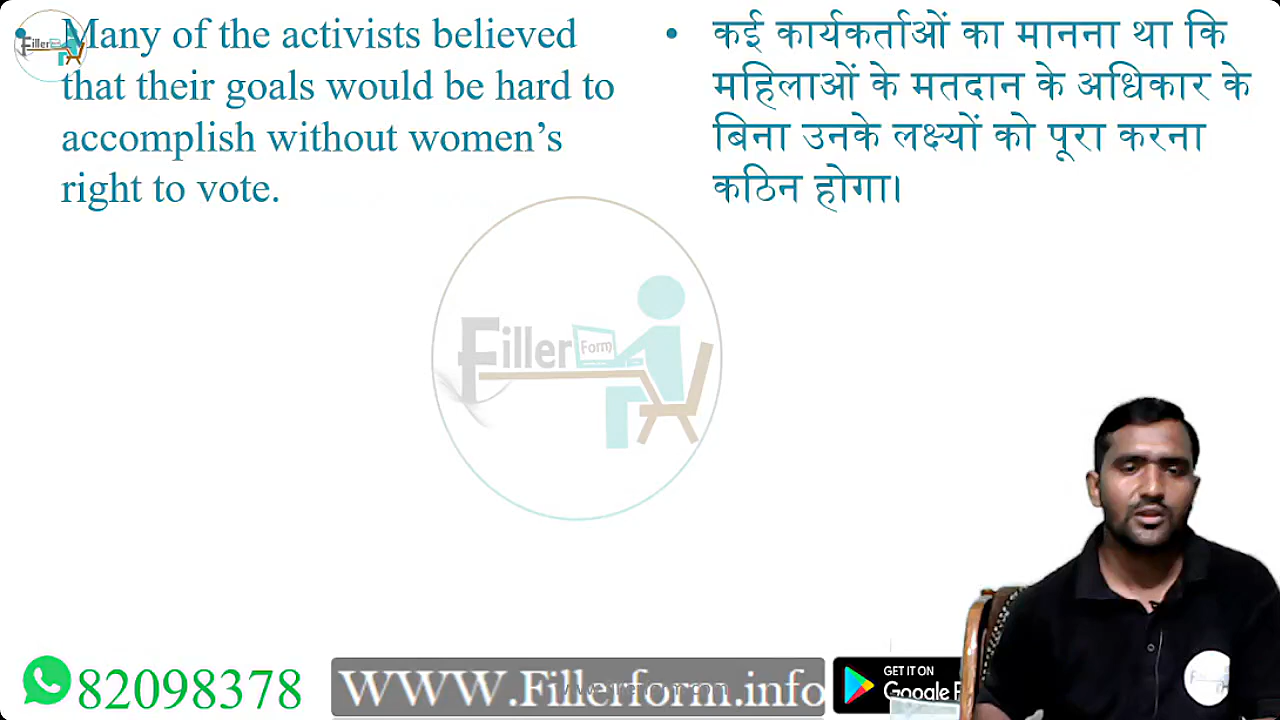 Many of the activists believed
that their goals would be hard to
accomplish without women's
right to vote.
कई कार्यकर्ताओं का मानना था कि
महिलाओं के मतदान के अधिकार के
बिना उनके लक्ष्यों को पूरा करना
कठिन होगा।
Filler Form
82098378
WWW.Fillerform.info
GET IT ON
Google